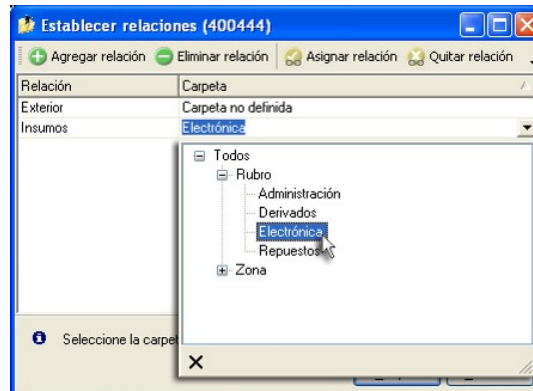 Establecer relaciones (400444)
Agregar relación Eliminar relación Asignar relación Quitar relación
Relación Carpeta
Exterior Carpeta no definida
Insumos Electrónica
Todos
Rubro
Administración
Derivados
Electrónica
Repuestos
Zona
Seleccione la carpet